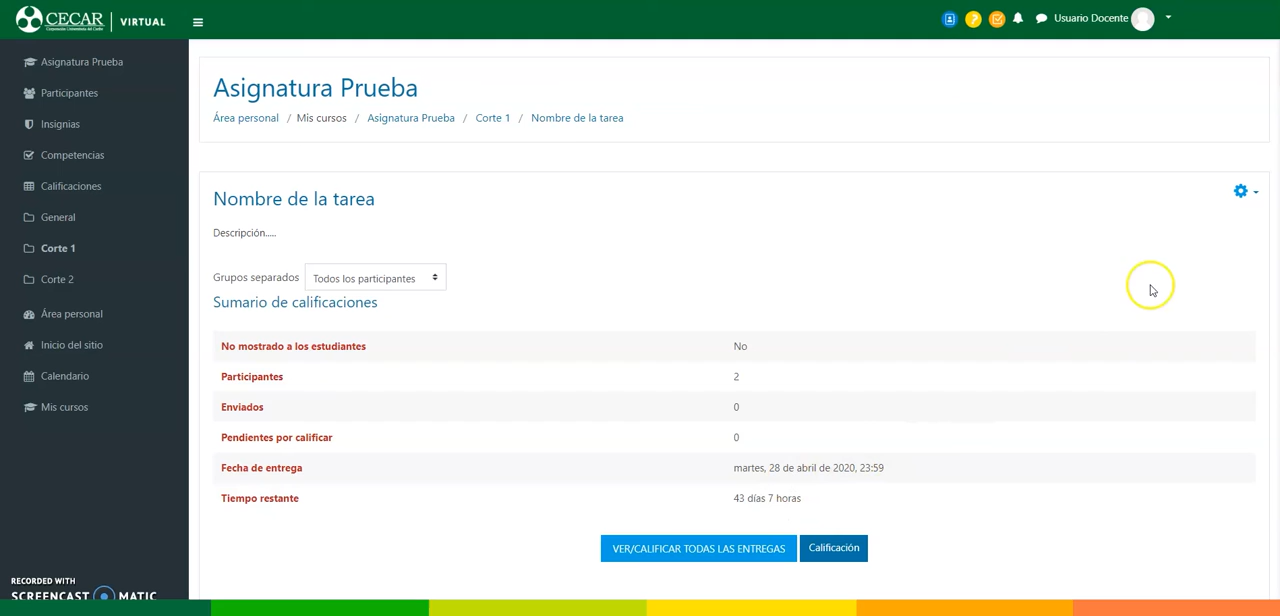 CECAR | VIRTUAL
Corporación Universitaria del Caribe
Usuario Docente
Asignatura Prueba
Participantes
Insignias
Competencias
Calificaciones
General
Corte 1
Corte 2
Área personal
Inicio del sitio
Calendario
Mis cursos
RECORDED WITH
SCREENCAST MATIC
Asignatura Prueba
Área personal / Mis cursos / Asignatura Prueba / Corte 1 / Nombre de la tarea
Nombre de la tarea
Descripción.....
Grupos separados Todos los participantes
Sumario de calificaciones
No mostrado a los estudiantes No
Participantes 2
Enviados 0
Pendientes por calificar 0
Fecha de entrega martes, 28 de abril de 2020, 23:59
Tiempo restante 43 días 7 horas
VER/CALIFICAR TODAS LAS ENTREGAS Calificación